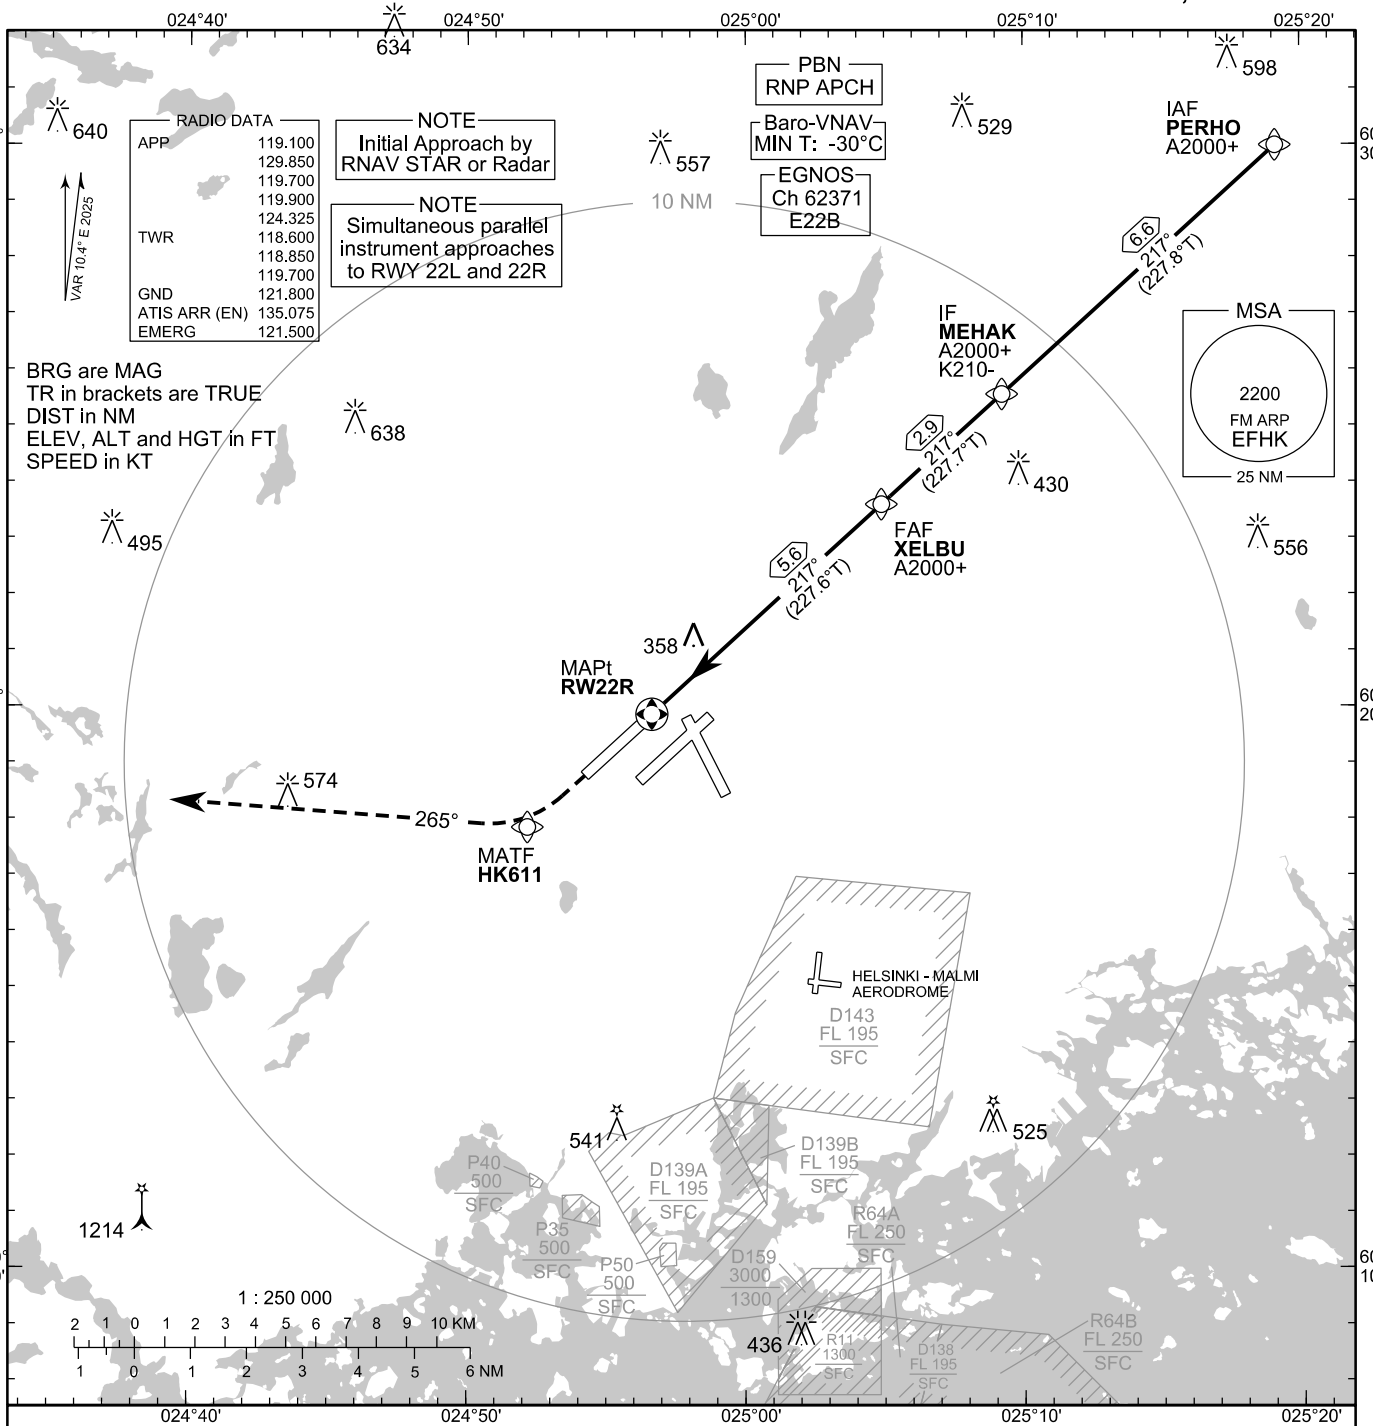 024°40'
024°50'
025°00'
025°10'
025°20'
634
598
640
529
557
PBN
RNP APCH
Baro-VNAV
MIN T: -30°C
EGNOS
Ch 62371
E22B
IAF
PERHO
A2000+
RADIO DATA
APP 119.100
129.850
119.700
119.900
124.325
TWR 118.600
118.850
119.700
GND 121.800
ATIS ARR (EN) 135.075
EMERG 121.500
NOTE
Initial Approach by
RNAV STAR or Radar
NOTE
Simultaneous parallel
instrument approaches
to RWY 22L and 22R
VAR 10.4° E 2025
10 NM
6.6
217°
(227.8°T)
IF
MEHAK
A2000+
K210-
MSA
2200
FM ARP
EFHK
25 NM
BRG are MAG
TR in brackets are TRUE
DIST in NM
ELEV, ALT and HGT in FT
SPEED in KT
638
2.9
217°
(227.7°T)
430
495
556
FAF
XELBU
A2000+
5.6
217°
(227.6°T)
358
MAPt
RW22R
574
265°
MATF
HK611
HELSINKI - MALMI
AERODROME
D143
FL 195
SFC
541
525
D139A
FL 195
SFC
D139B
FL 195
SFC
P40
500
SFC
P35
500
SFC
P50
500
SFC
D159
3000
1300
R64A
FL 250
SFC
1214
1 : 250 000
2 1 0 1 2 3 4 5 6 7 8 9 10 KM
1 0 1 2 3 4 5 6 NM
436
R11
1300
SFC
D138
FL 195
SFC
R64B
FL 250
SFC
024°40'
024°50'
025°00'
025°10'
025°20'